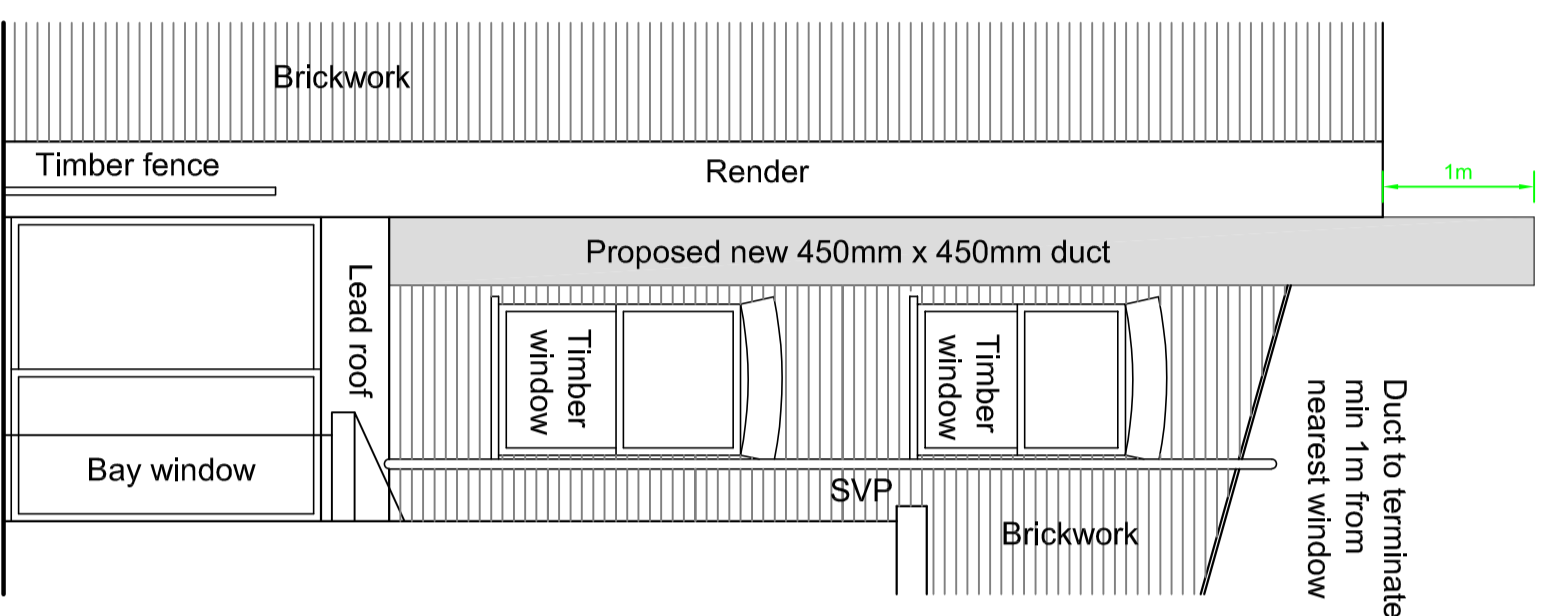 Brickwork
Timber fence
Render
1m
Proposed new 450mm x 450mm duct
Lead roof
Timber
window
Timber
window
Duct to terminate
min 1m from
nearest window
Bay window
SVP
Brickwork